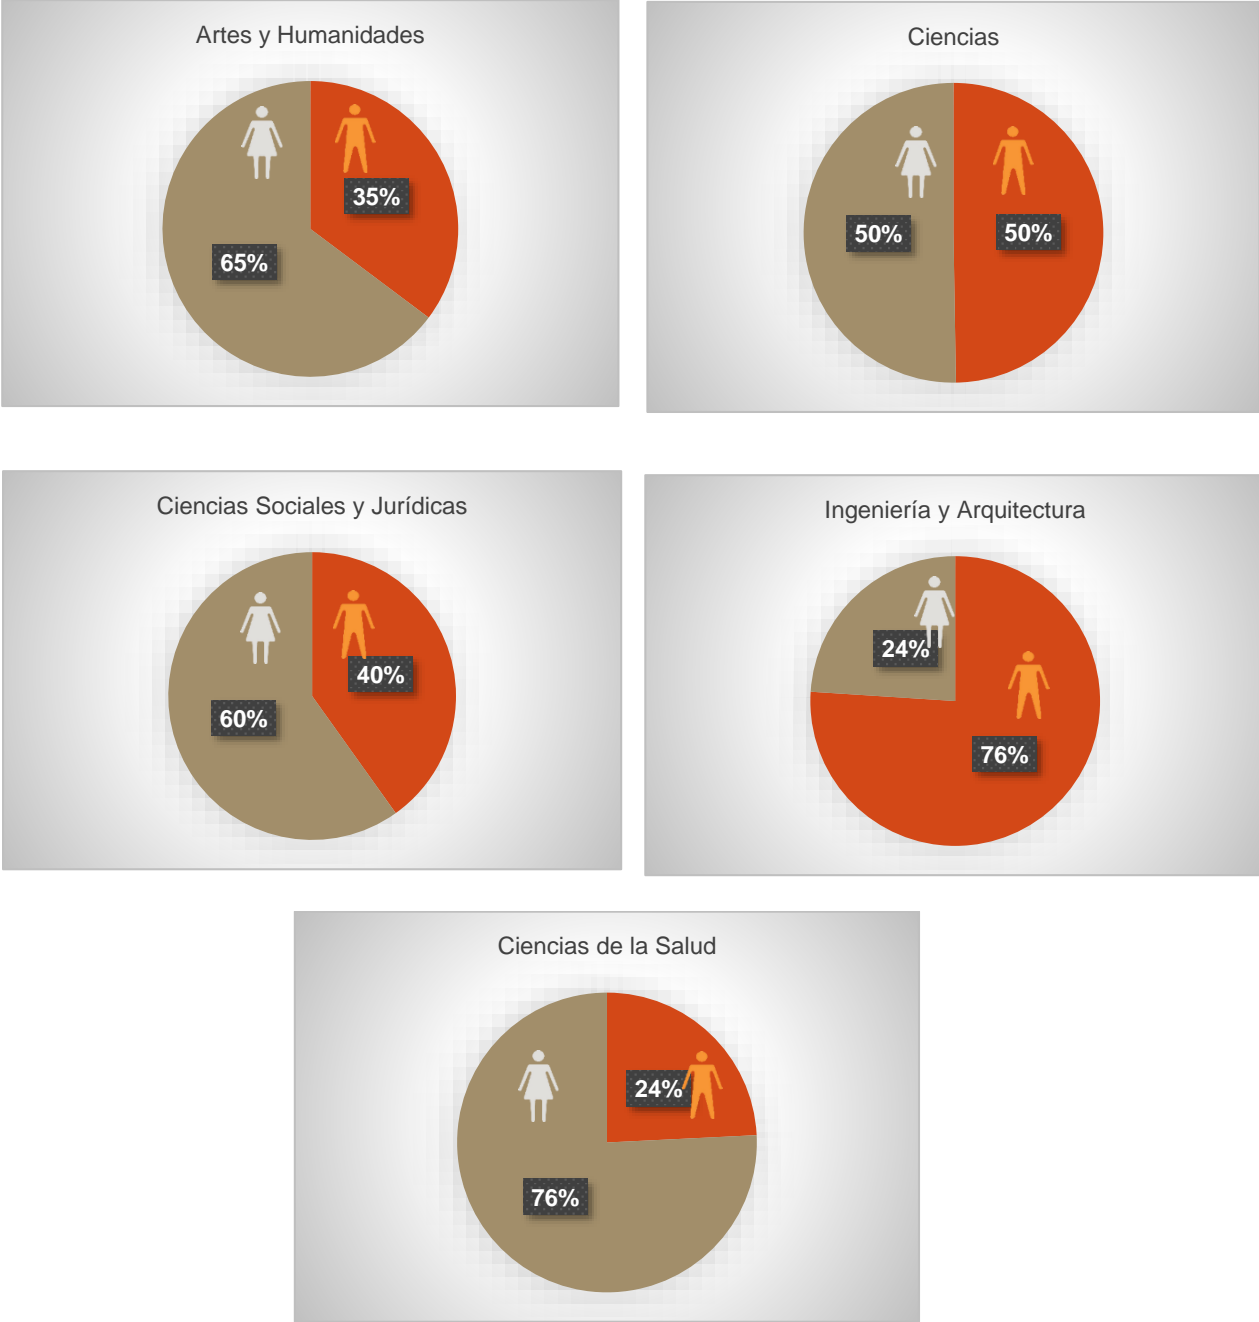 Artes y Humanidades
35%
65%
Ciencias
50%
50%
Ciencias Sociales y Jurídicas
40%
60%
Ingeniería y Arquitectura
24%
76%
Ciencias de la Salud
24%
76%